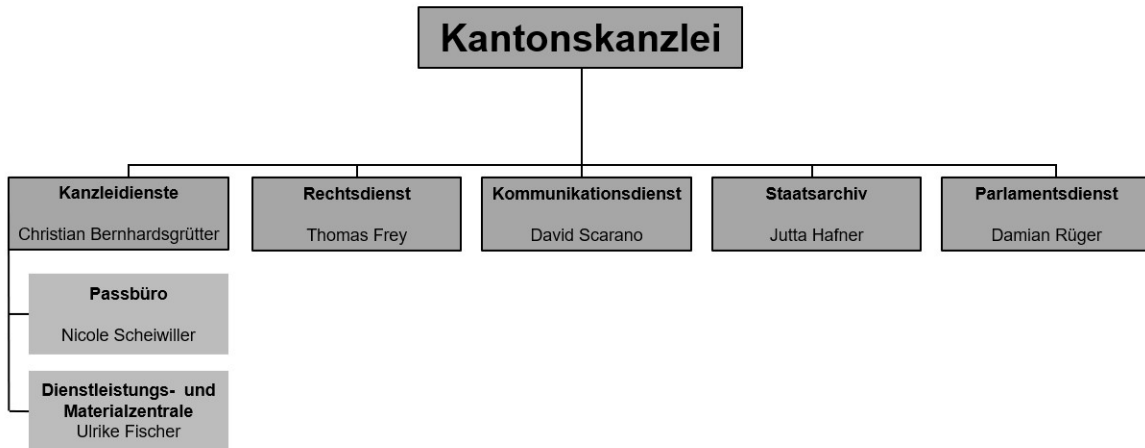 Kantonskanzlei
Kanzleidienste
Christian Bernhardsgrütter
Rechtsdienst
Thomas Frey
Kommunikationsdienst
David Scarano
Staatsarchiv
Jutta Hafner
Parlamentsdienst
Damian Rüger
Passbüro
Nicole Scheiwiller
Dienstleistungs- und
Materialzentrale
Ulrike Fischer